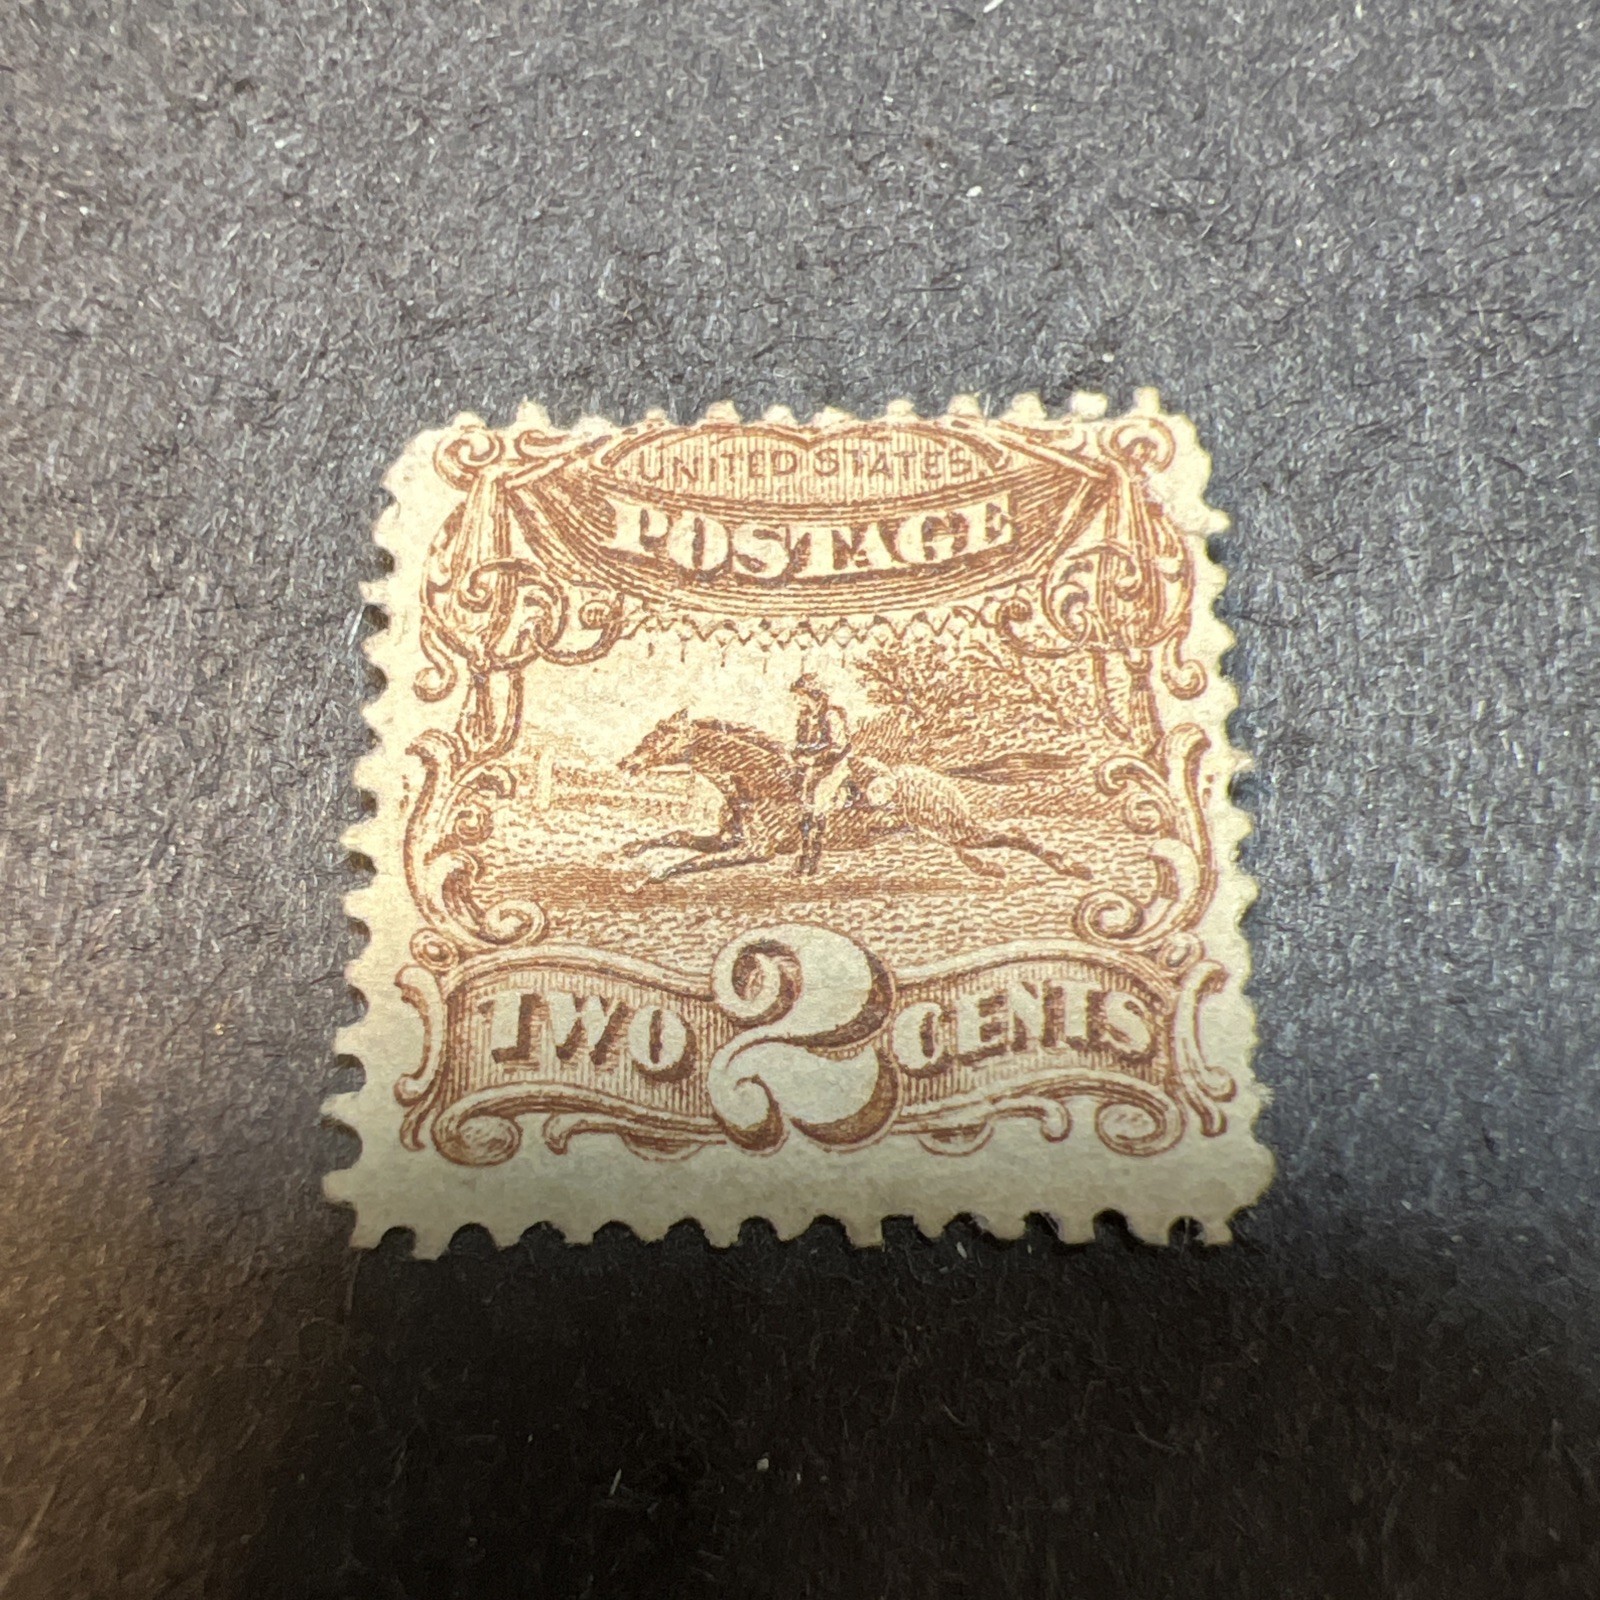 UNITED STATES
POSTAGE
TWO 2 CENTS